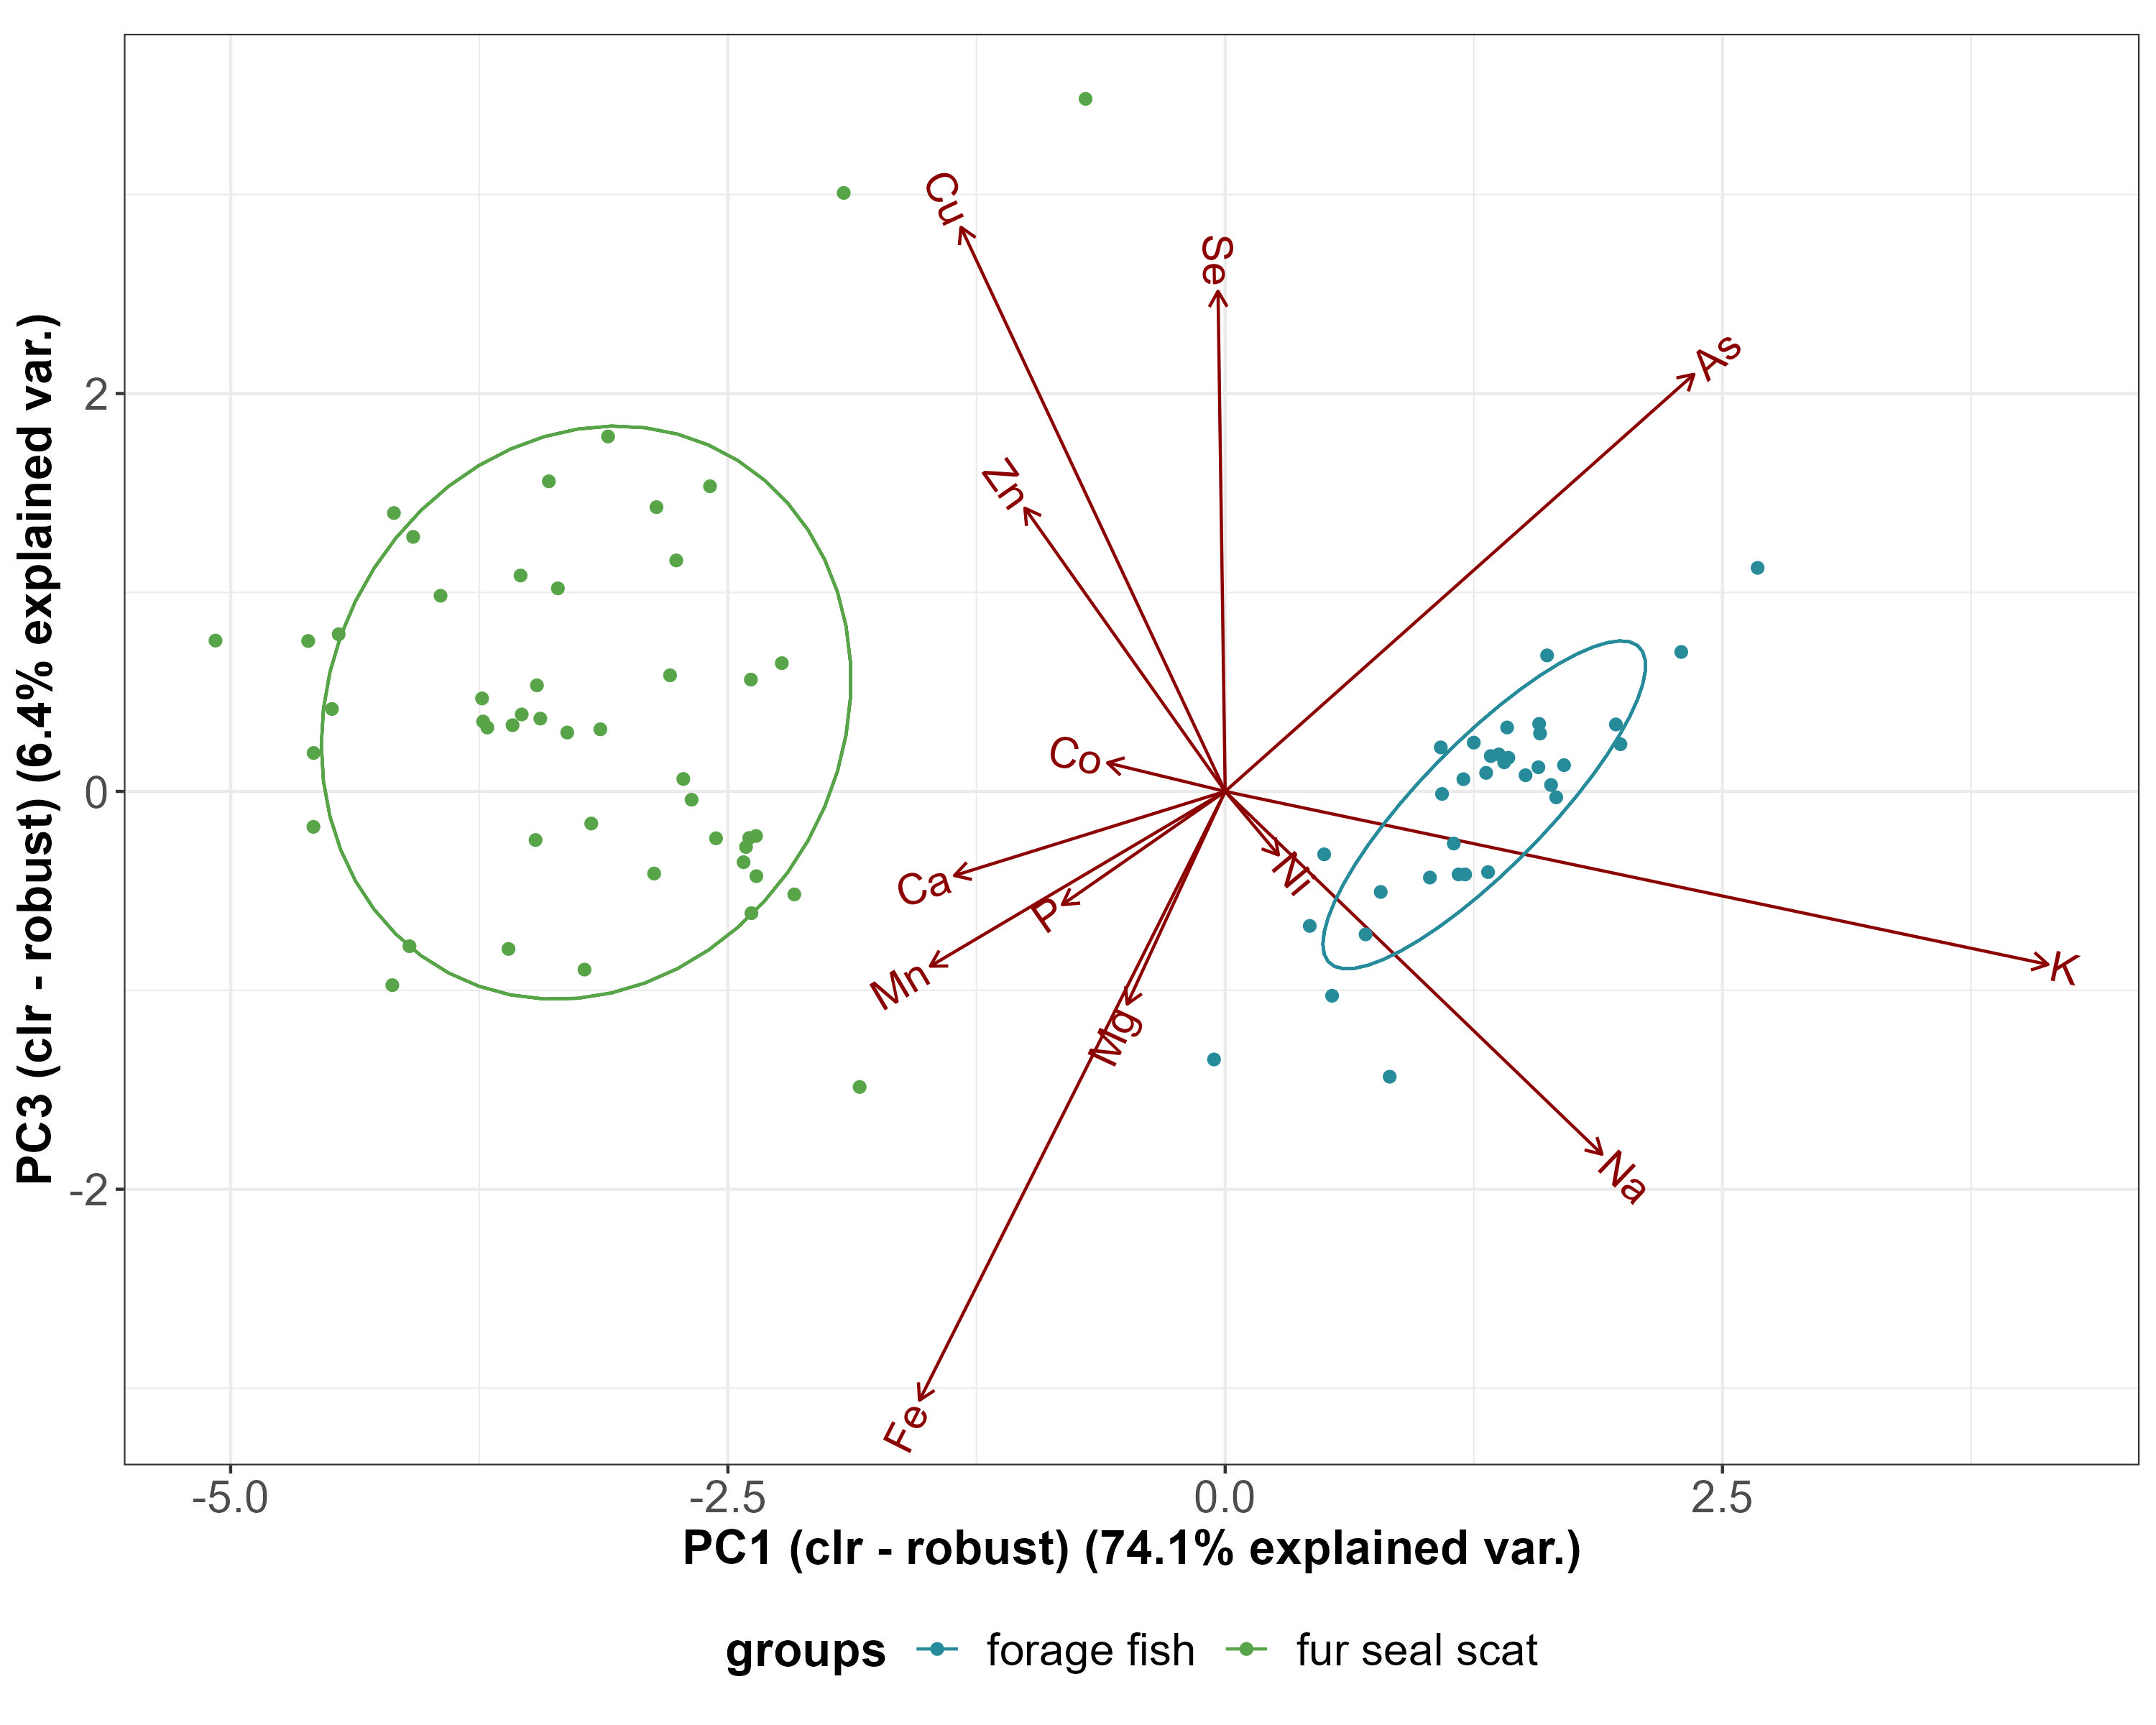 PC3 (clr - robust) (6.4% explained var.)
2
0
-2
Cu
Se
As
Zn
Co
Ca
P
Ni
Mn
Mg
K
Na
Fe
-5.0
-2.5
0.0
2.5
PC1 (clr - robust) (74.1% explained var.)
groups forage fish fur seal scat